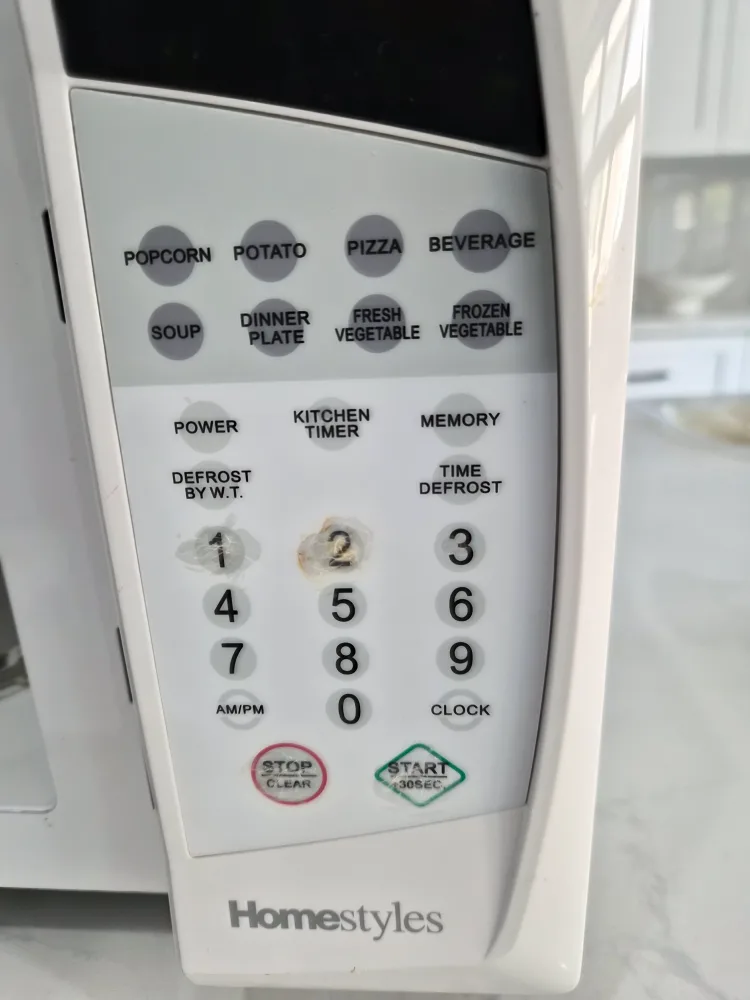 POPCORN POTATO PIZZA BEVERAGE
SOUP DINNER PLATE FRESH VEGETABLE FROZEN VEGETABLE
POWER KITCHEN TIMER MEMORY
DEFROST BY W.T. TIME DEFROST
1 2 3
4 5 6
7 8 9
AM/PM 0 CLOCK
STOP CLEAR START +30SEC.
Homestyles